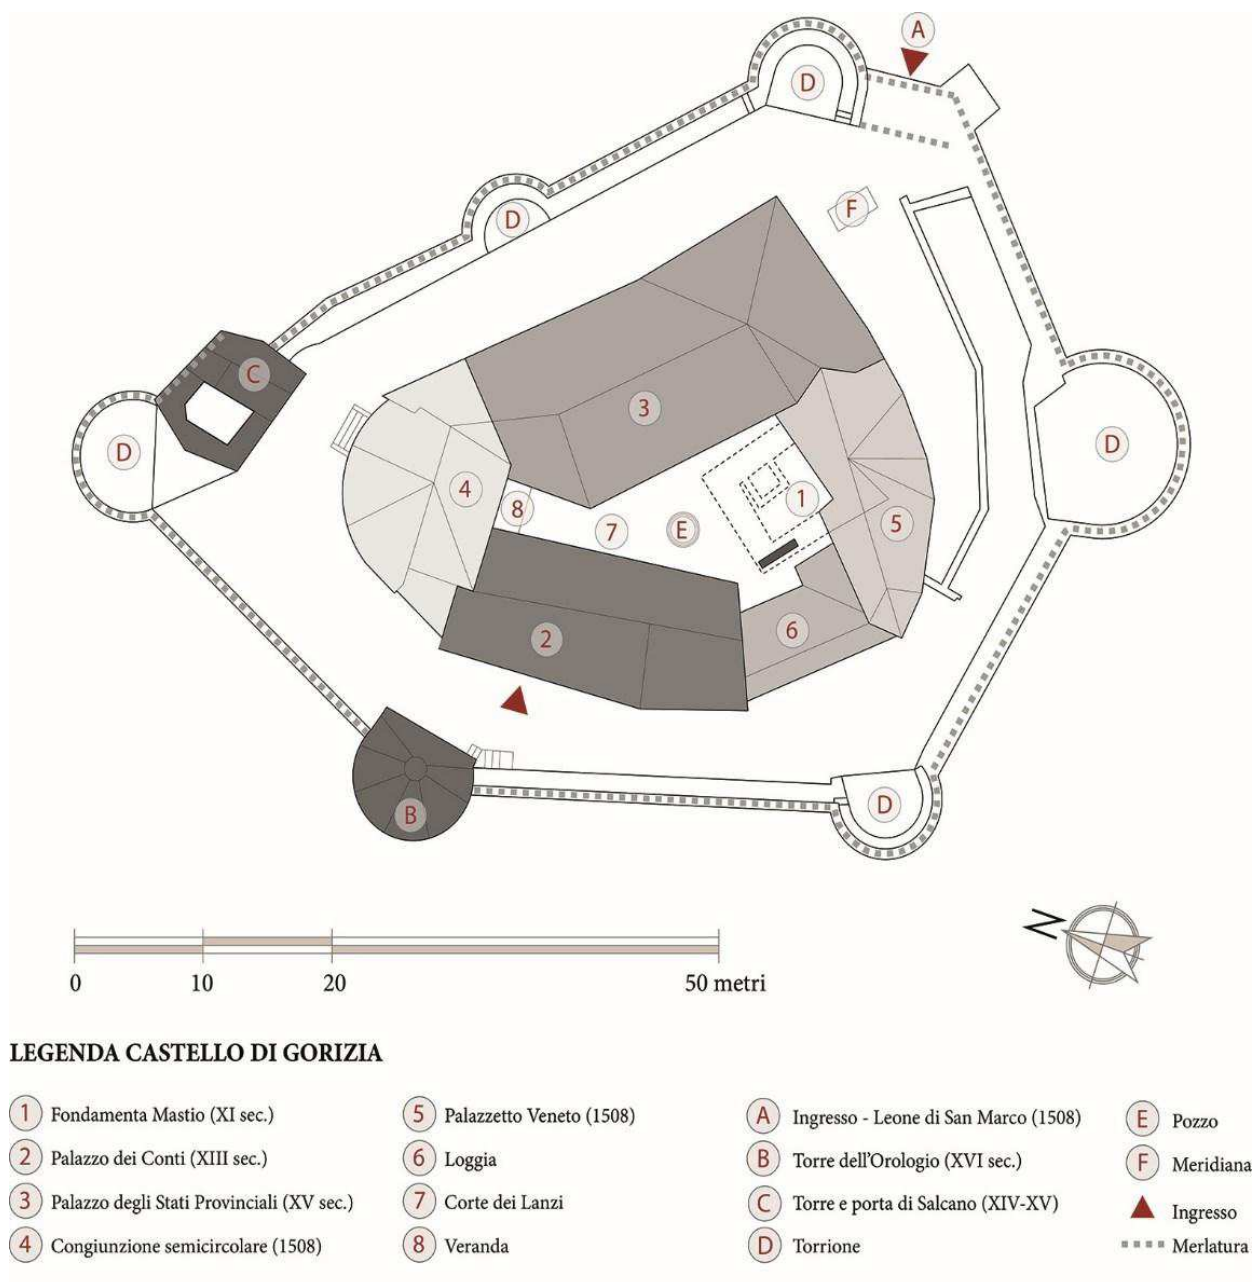 A
D
F
D
C
3
D
D
4
8
1
7
E
5
6
2
B
D
N
0 10 20 50 metri
LEGENDA CASTELLO DI GORIZIA
1 Fondamenta Mastio (XI sec.)
2 Palazzo dei Conti (XIII sec.)
3 Palazzo degli Stati Provinciali (XV sec.)
4 Congiunzione semicircolare (1508)
5 Palazzetto Veneto (1508)
6 Loggia
7 Corte dei Lanzi
8 Veranda
A Ingresso - Leone di San Marco (1508)
B Torre dell'Orologio (XVI sec.)
C Torre e porta di Salcano (XIV-XV)
D Torrione
E Pozzo
F Meridiana
Ingresso
Merlatura